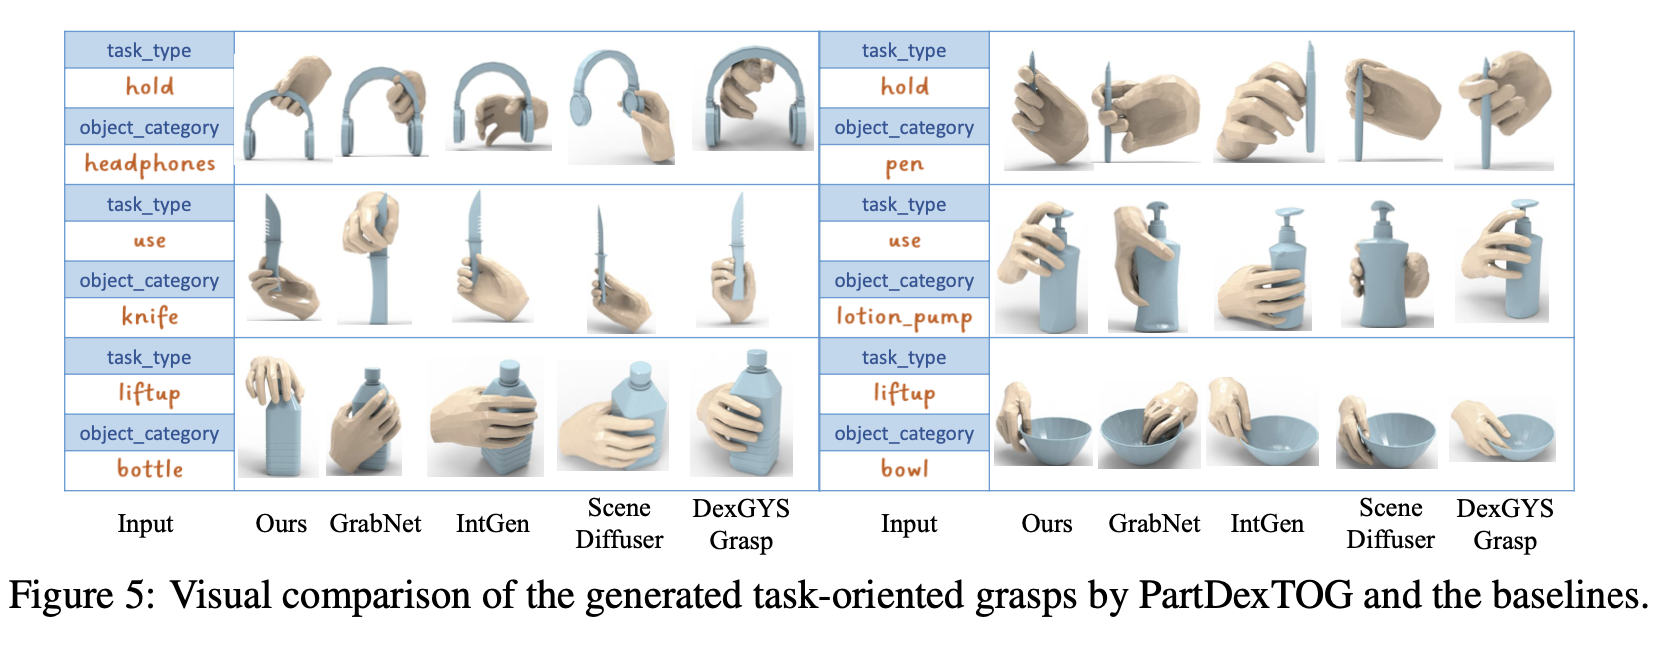 task_type
hold
object_category
headphones
task_type
hold
object_category
pen
task_type
use
object_category
knife
task_type
use
object_category
lotion_pump
task_type
liftup
object_category
bottle
task_type
liftup
object_category
bowl
Input
Ours
GrabNet
IntGen
Scene
Diffuser
DexGYS
Grasp
Input
Ours
GrabNet
IntGen
Scene
Diffuser
DexGYS
Grasp
Figure 5: Visual comparison of the generated task-oriented grasps by PartDexTOG and the baselines.